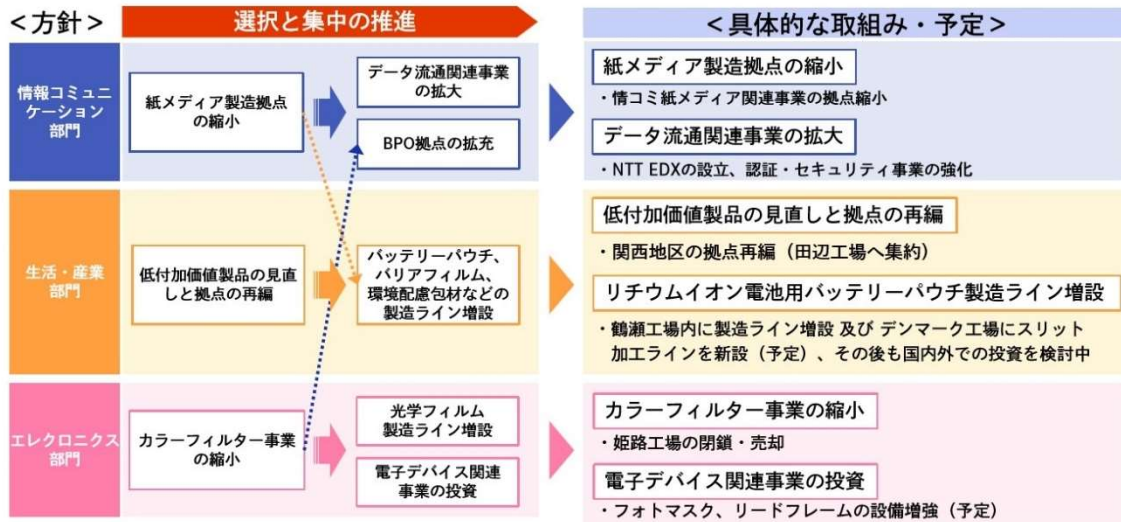 <方針>
選択と集中の推進
<具体的な取組み・予定>
情報コミュニ
ケーション
部門
紙メディア製造拠点
の縮小
データ流通関連事業
の拡大
BPO拠点の拡充
紙メディア製造拠点の縮小
・情コミ紙メディア関連事業の拠点縮小
データ流通関連事業の拡大
・NTT EDXの設立、認証・セキュリティ事業の強化
生活・産業
部門
低付加価値製品の見直
しと拠点の再編
バッテリーパウチ、
バリアフィルム、
環境配慮包材などの
製造ライン増設
低付加価値製品の見直しと拠点の再編
・関西地区の拠点再編（田辺工場へ集約）
リチウムイオン電池用バッテリーパウチ製造ライン増設
・鶴瀬工場内に製造ライン増設 及び デンマーク工場にスリット
加工ラインを新設（予定）、その後も国内外での投資を検討中
エレクロニクス
部門
カラーフィルター事業
の縮小
光学フィルム
製造ライン増設
電子デバイス関連
事業の投資
カラーフィルター事業の縮小
・姫路工場の閉鎖・売却
電子デバイス関連事業の投資
・フォトマスク、リードフレームの設備増強（予定）